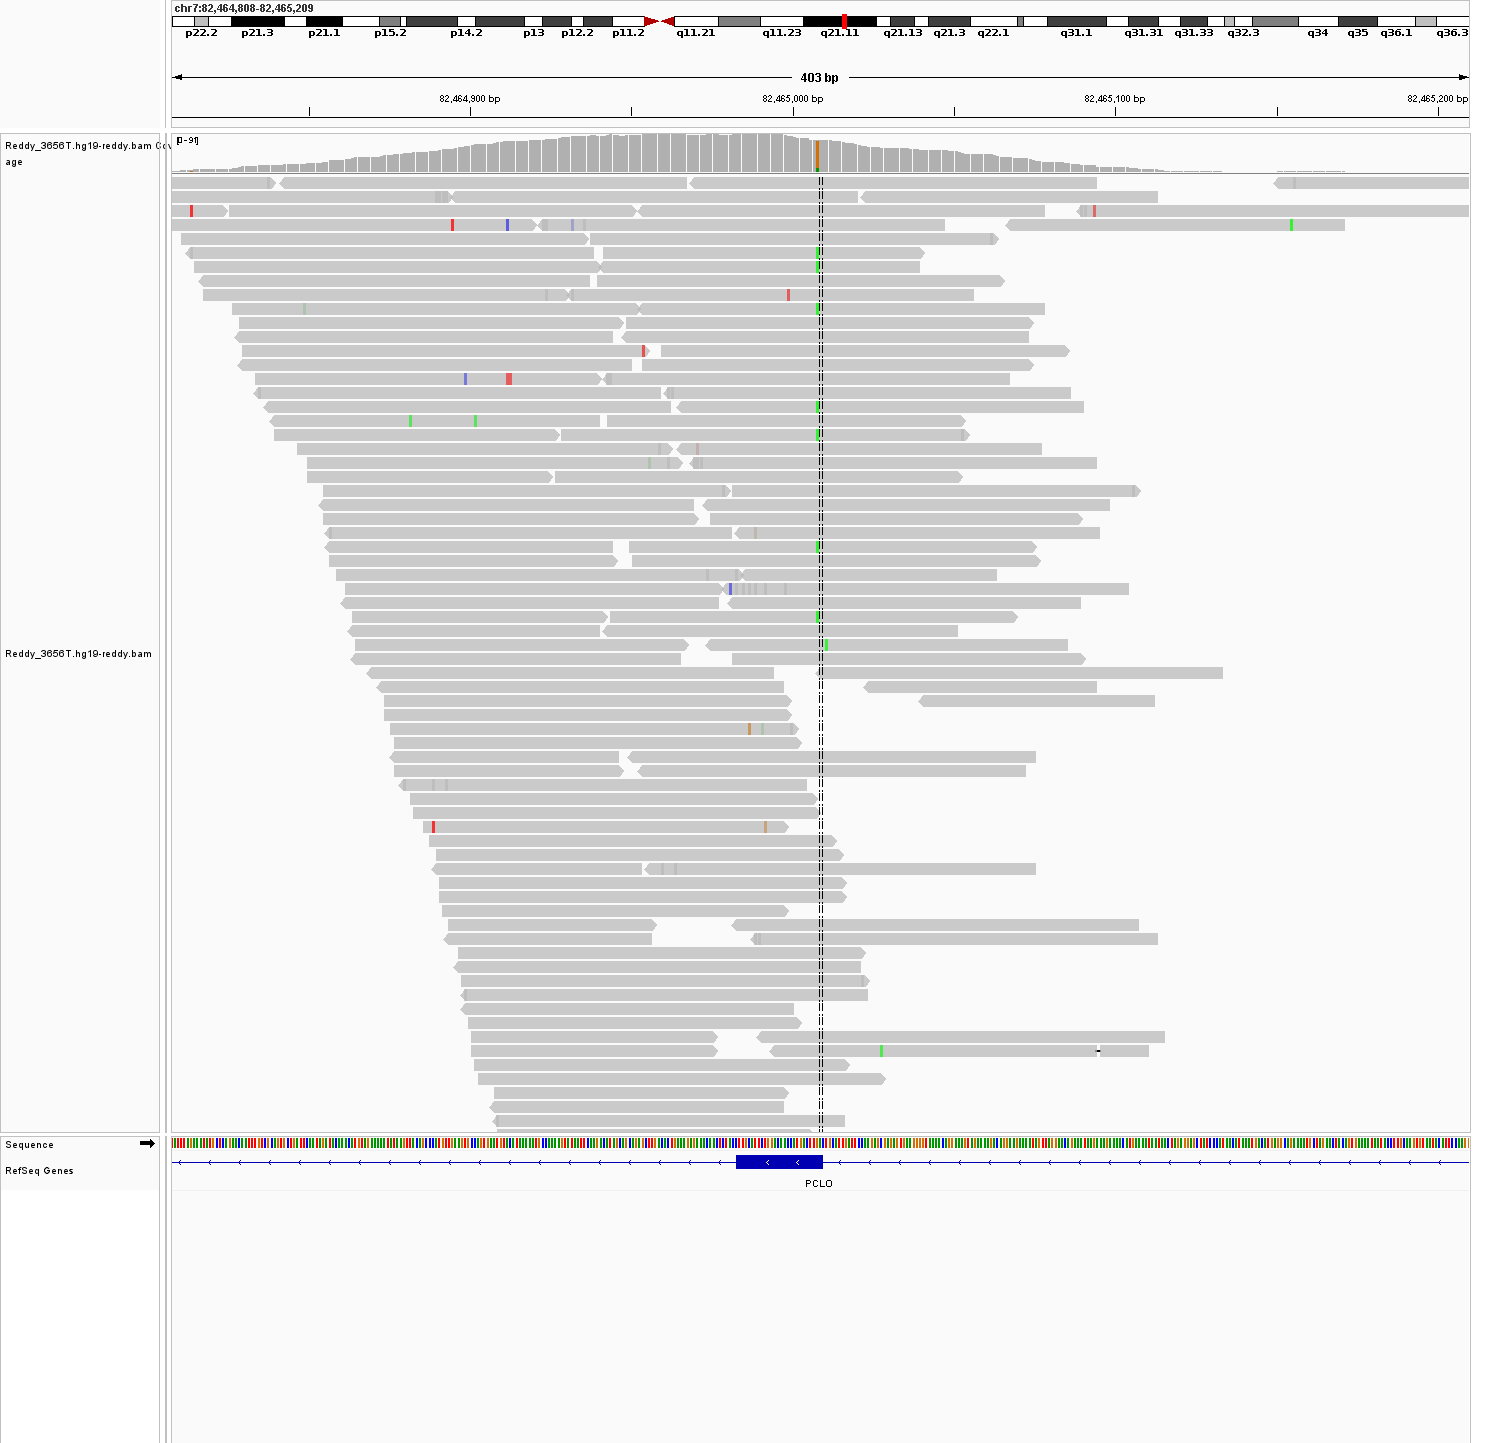 chr7:82,464,808-82,465,209
p22.2 p21.3 p21.1 p15.2 p14.2 p13 p12.2 p11.2 q11.21 q11.23 q21.11 q21.13 q21.3 q22.1 q31.1 q31.31 q31.33 q32.3 q34 q35 q36.1 q36.3
403 bp
82,464,900 bp 82,465,000 bp 82,465,100 bp 82,465,200 bp
[0-91]
Reddy_3656T.hg19-reddy.bam Cov
age
Reddy_3656T.hg19-reddy.bam
Sequence
RefSeq Genes
PCLO